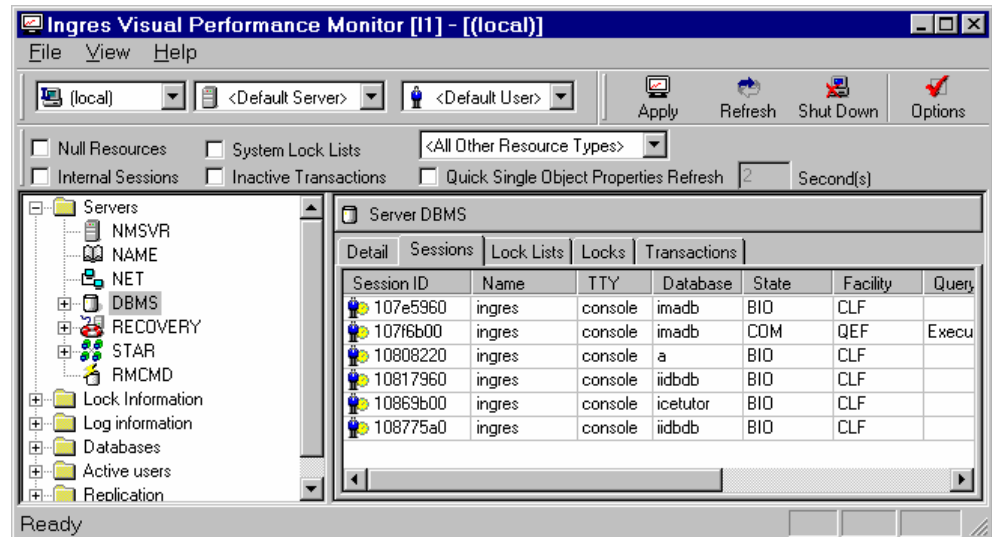 Ingres Visual Performance Monitor [I1] - [(local)]
File View Help
(local) <Default Server> <Default User> Apply Refresh Shut Down Options
Null Resources System Lock Lists <All Other Resource Types>
Internal Sessions Inactive Transactions Quick Single Object Properties Refresh 2 Second(s)
Servers
NMSVR
NAME
NET
DBMS
RECOVERY
STAR
RMCMD
Lock Information
Log information
Databases
Active users
Replication
Server DBMS
Detail Sessions Lock Lists Locks Transactions
Session ID Name TTY Database State Facility Query
107e5960 ingres console imadb BIO CLF
107f6b00 ingres console imadb COM QEF Execu
10808220 ingres console a BIO CLF
10817960 ingres console iidbdb BIO CLF
10869b00 ingres console icetutor BIO CLF
108775a0 ingres console iidbdb BIO CLF
Ready